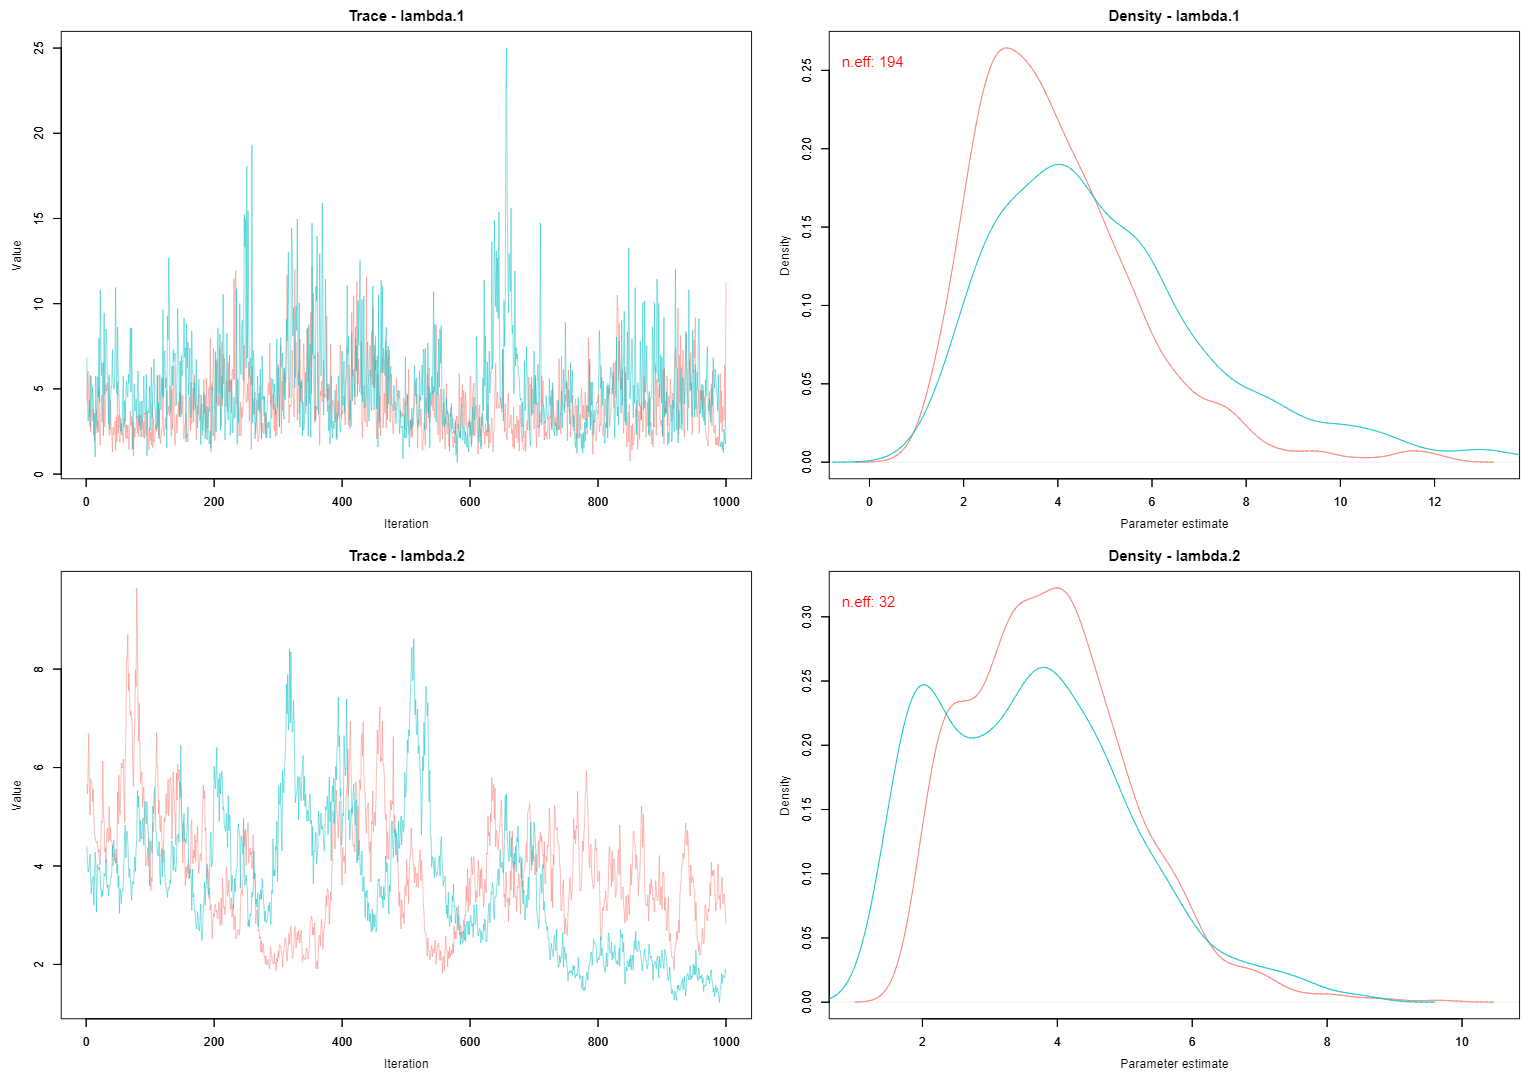 Trace - lambda.1
Value
25
20
15
10
5
0
0 200 400 600 800 1000
Iteration
Density - lambda.1
n.eff: 194
Density
0.25
0.20
0.15
0.10
0.05
0.00
0 2 4 6 8 10 12
Parameter estimate
Trace - lambda.2
Value
8
6
4
2
0 200 400 600 800 1000
Iteration
Density - lambda.2
n.eff: 32
Density
0.30
0.25
0.20
0.15
0.10
0.05
0.00
2 4 6 8 10
Parameter estimate